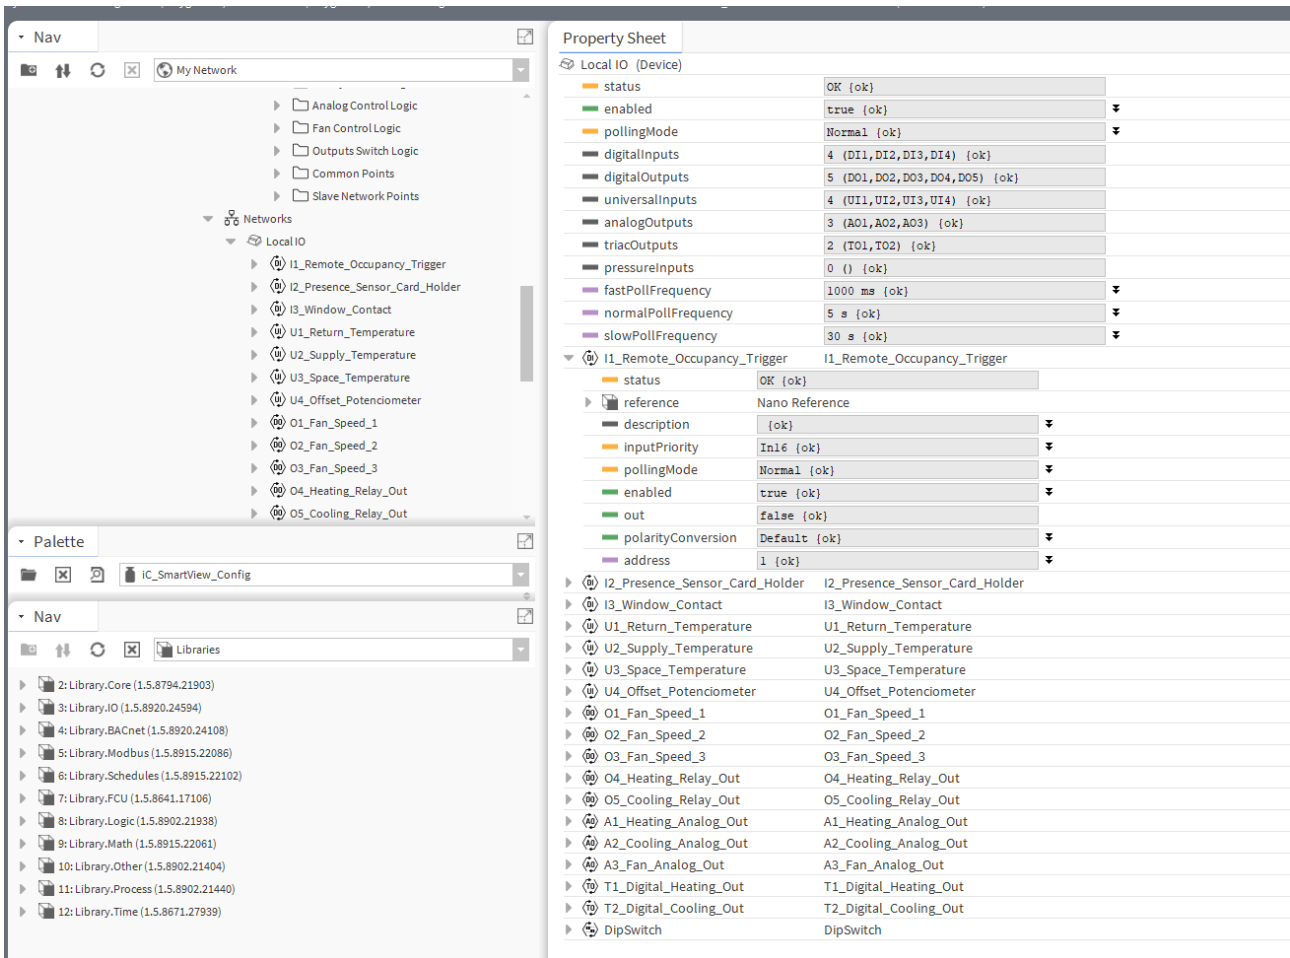 Nav
My Network
Analog Control Logic
Fan Control Logic
Outputs Switch Logic
Common Points
Slave Network Points
Networks
Local IO
I1_Remote_Occupancy_Trigger
I2_Presence_Sensor_Card_Holder
I3_Window_Contact
U1_Return_Temperature
U2_Supply_Temperature
U3_Space_Temperature
U4_Offset_Potenciometer
O1_Fan_Speed_1
O2_Fan_Speed_2
O3_Fan_Speed_3
O4_Heating_Relay_Out
O5_Cooling_Relay_Out
Palette
iC_SmartView_Config
Nav
Libraries
2: Library.Core (1.5.8794.21903)
3: Library.IO (1.5.8920.24594)
4: Library.BACnet (1.5.8920.24108)
5: Library.Modbus (1.5.8915.22086)
6: Library.Schedules (1.5.8915.22102)
7: Library.FCU (1.5.8641.17106)
8: Library.Logic (1.5.8902.21938)
9: Library.Math (1.5.8915.22061)
10: Library.Other (1.5.8902.21404)
11: Library.Process (1.5.8902.21440)
12: Library.Time (1.5.8671.27939)
Property Sheet
Local IO (Device)
status OK {ok}
enabled true {ok}
pollingMode Normal {ok}
digitalInputs 4 (DI1,DI2,DI3,DI4) {ok}
digitalOutputs 5 (DO1,DO2,DO3,DO4,DO5) {ok}
universalInputs 4 (UI1,UI2,UI3,UI4) {ok}
analogOutputs 3 (AO1,AO2,AO3) {ok}
triacOutputs 2 (TO1,TO2) {ok}
pressureInputs 0 () {ok}
fastPollFrequency 1000 ms {ok}
normalPollFrequency 5 s {ok}
slowPollFrequency 30 s {ok}
I1_Remote_Occupancy_Trigger I1_Remote_Occupancy_Trigger
status OK {ok}
reference Nano Reference
description {ok}
inputPriority In16 {ok}
pollingMode Normal {ok}
enabled true {ok}
out false {ok}
polarityConversion Default {ok}
address 1 {ok}
I2_Presence_Sensor_Card_Holder I2_Presence_Sensor_Card_Holder
I3_Window_Contact I3_Window_Contact
U1_Return_Temperature U1_Return_Temperature
U2_Supply_Temperature U2_Supply_Temperature
U3_Space_Temperature U3_Space_Temperature
U4_Offset_Potenciometer U4_Offset_Potenciometer
O1_Fan_Speed_1 O1_Fan_Speed_1
O2_Fan_Speed_2 O2_Fan_Speed_2
O3_Fan_Speed_3 O3_Fan_Speed_3
O4_Heating_Relay_Out O4_Heating_Relay_Out
O5_Cooling_Relay_Out O5_Cooling_Relay_Out
A1_Heating_Analog_Out A1_Heating_Analog_Out
A2_Cooling_Analog_Out A2_Cooling_Analog_Out
A3_Fan_Analog_Out A3_Fan_Analog_Out
T1_Digital_Heating_Out T1_Digital_Heating_Out
T2_Digital_Cooling_Out T2_Digital_Cooling_Out
DipSwitch DipSwitch